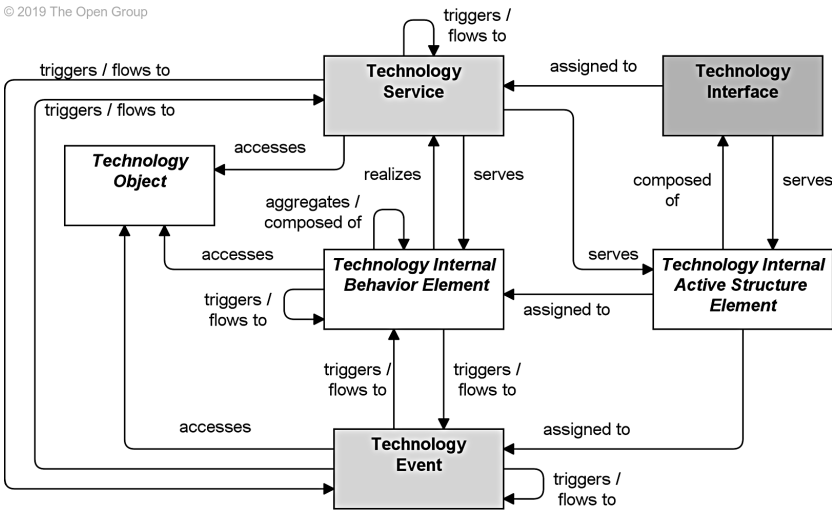 © 2019 The Open Group
triggers /
flows to
triggers / flows to
Technology
Service
assigned to
Technology
Interface
triggers / flows to
accesses
Technology
Object
realizes
serves
composed
of
serves
aggregates /
composed of
accesses
Technology Internal
Behavior Element
serves
Technology Internal
Active Structure
Element
triggers /
flows to
assigned to
triggers /
flows to
triggers /
flows to
accesses
assigned to
Technology
Event
triggers /
flows to